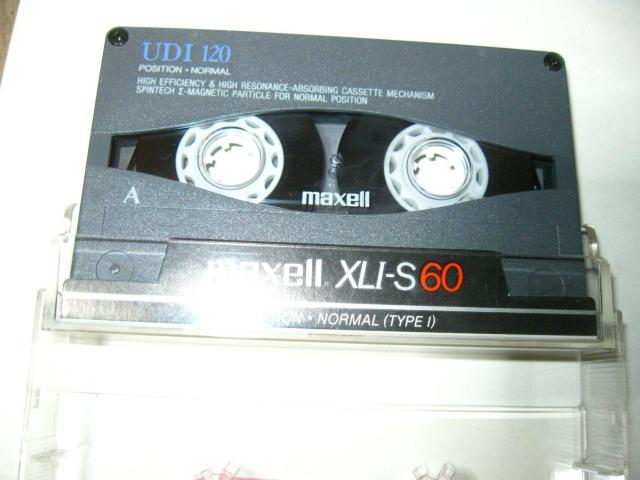 UDI 120
POSITION • NORMAL
HIGH EFFICIENCY & HIGH RESONANCE-ABSORBING CASSETTE MECHANISM
SPINTECH Σ-MAGNETIC PARTICLE FOR NORMAL POSITION
A
maxell
maxell XLI-S 60
• NORMAL (TYPE I)